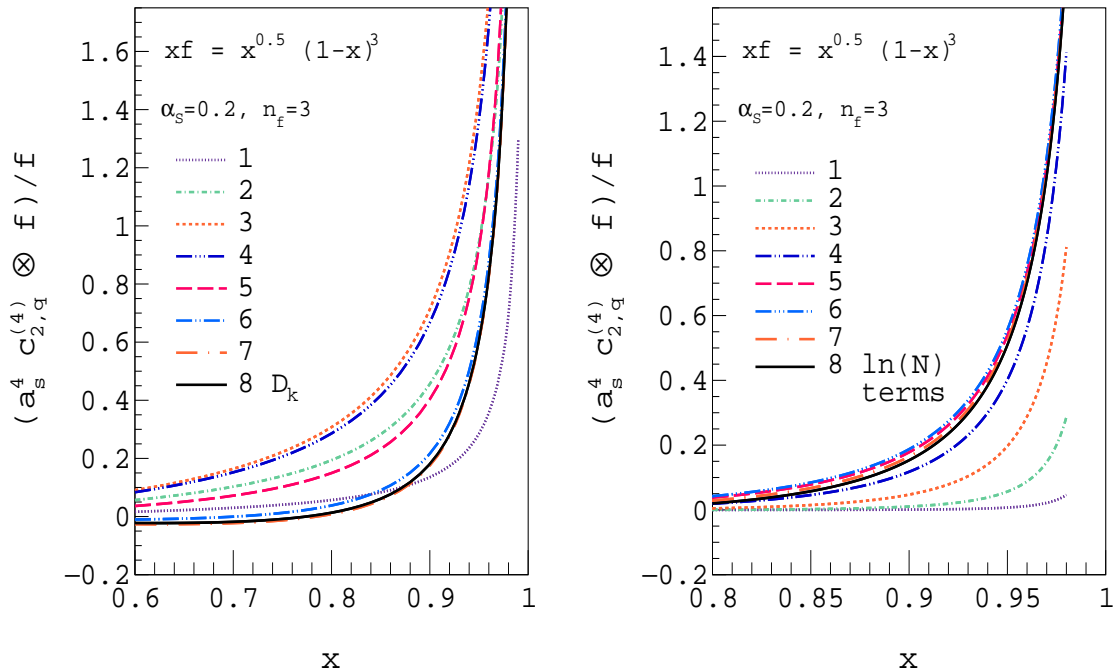 xf = x^0.5 (1-x)^3
α_S=0.2, n_f=3
1
2
3
4
5
6
7
8 D_k
(a_s^4 c_2,q^(4) ⊗ f)/f
1.6
1.4
1.2
1
0.8
0.6
0.4
0.2
0
−0.2
0.6 0.7 0.8 0.9 1
x
xf = x^0.5 (1-x)^3
α_S=0.2, n_f=3
1
2
3
4
5
6
7
8 ln(N)
terms
(a_s^4 c_2,q^(4) ⊗ f)/f
1.4
1.2
1
0.8
0.6
0.4
0.2
0
−0.2
0.8 0.85 0.9 0.95 1
x